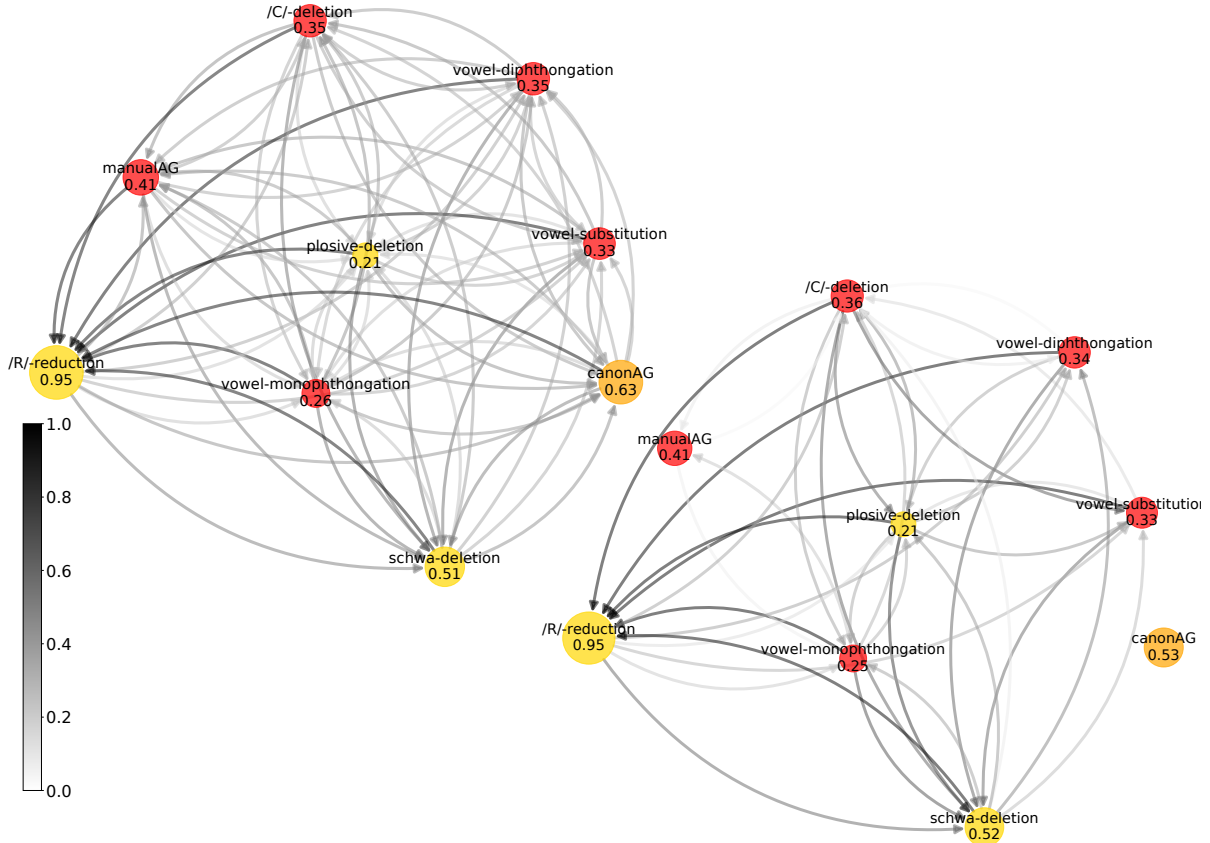 /C/-deletion
0.35
vowel-diphthongation
0.35
manualAG
0.41
vowel-substitution
0.33
plosive-deletion
0.21
/R/-reduction
0.95
vowel-monophthongation
0.26
canonAG
0.63
schwa-deletion
0.51
1.0
0.8
0.6
0.4
0.2
0.0
/C/-deletion
0.36
vowel-diphthongation
0.34
manualAG
0.41
vowel-substitution
0.33
plosive-deletion
0.21
/R/-reduction
0.95
canonAG
0.53
vowel-monophthongation
0.25
schwa-deletion
0.52